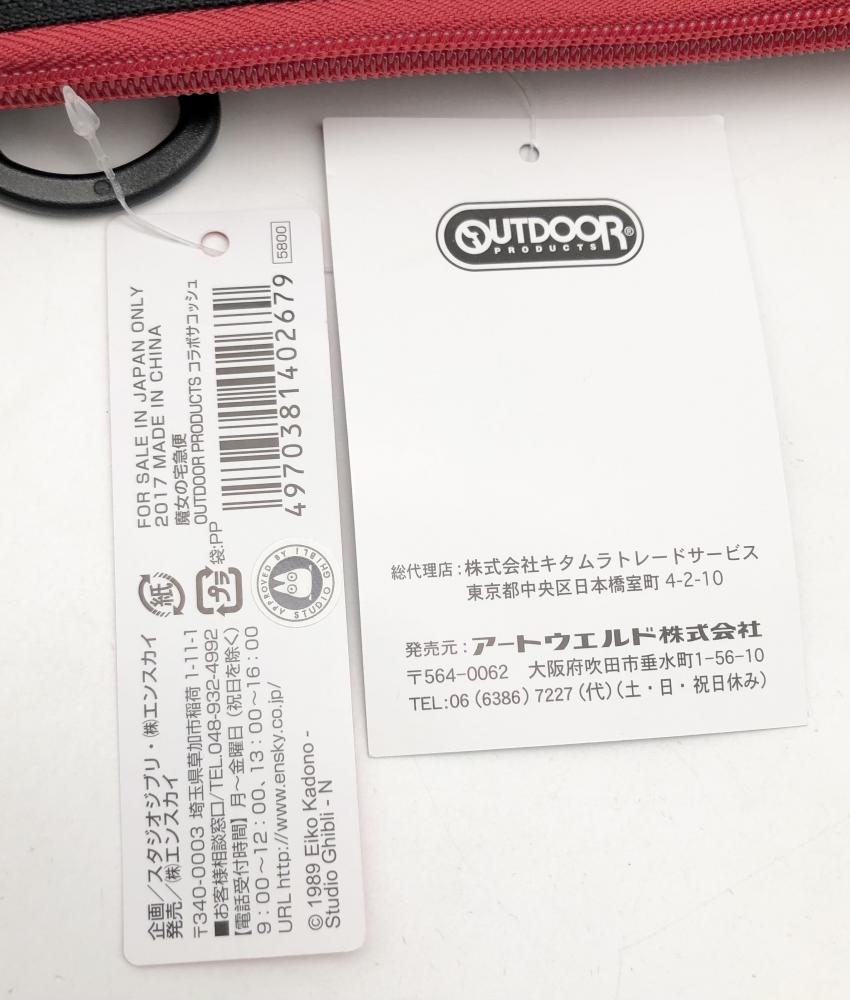 FOR SALE IN JAPAN ONLY
2017 MADE IN CHINA
魔女の宅急便
OUTDOOR PRODUCTS コラボサコッシュ
5800
4970381402679
紙
プラ
袋:PP
APPROVED BY STUDIO GHIBLI
企画／スタジオジブリ・㈱エンスカイ
発売／㈱エンスカイ
〒340-0003 埼玉県草加市稲荷 1-11-1
■お客様相談窓口/TEL.048-932-4992
【電話受付時間】月～金曜日（祝日を除く）
9：00～12：00、13：00～16：00
URL http://www.ensky.co.jp/
© 1989 Eiko Kadono -
Studio Ghibli - N
OUTDOOR®
PRODUCTS
総代理店：株式会社キタムラトレードサービス
東京都中央区日本橋室町 4-2-10
発売元：アートウエルド株式会社
〒564-0062 大阪府吹田市垂水町1-56-10
TEL:06（6386）7227（代）（土・日・祝日休み）